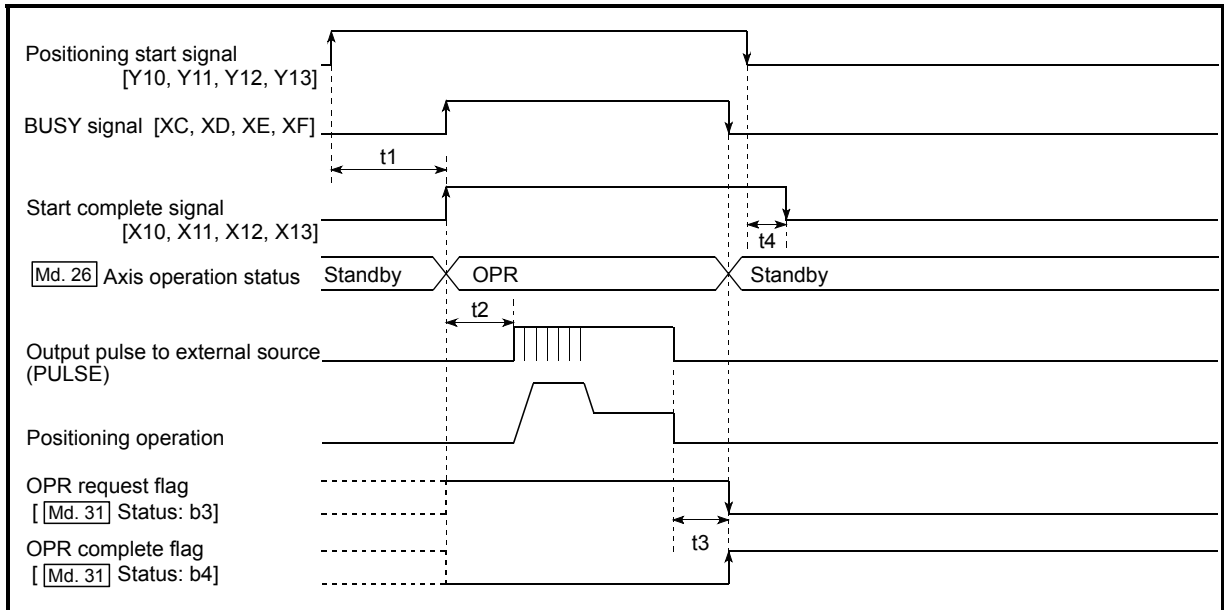 Positioning start signal
[Y10, Y11, Y12, Y13]
BUSY signal [XC, XD, XE, XF]
t1
Start complete signal
[X10, X11, X12, X13]
t4
Md. 26 Axis operation status Standby OPR Standby
t2
Output pulse to external source
(PULSE)
Positioning operation
OPR request flag
[ Md. 31 Status: b3]
t3
OPR complete flag
[ Md. 31 Status: b4]